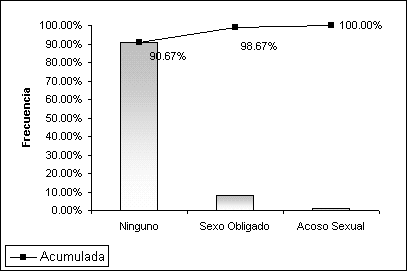 Frecuencia
100.00%
90.00%
80.00%
70.00%
60.00%
50.00%
40.00%
30.00%
20.00%
10.00%
0.00%
90.67%
98.67%
100.00%
Ninguno
Sexo Obligado
Acoso Sexual
Acumulada